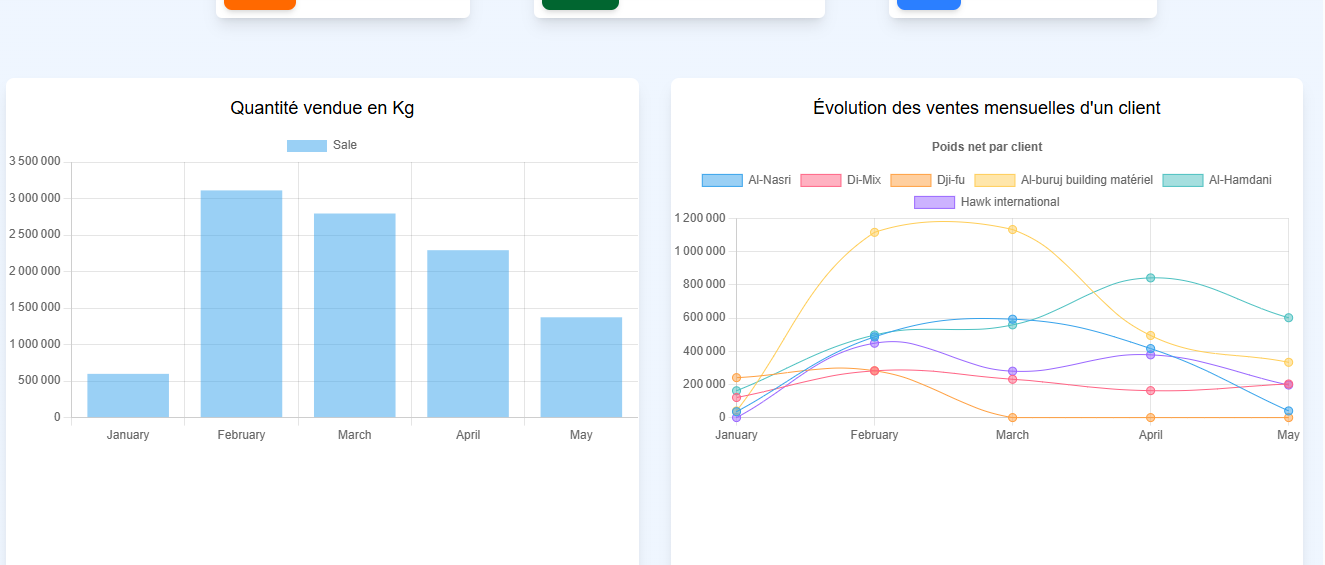 Quantité vendue en Kg
Sale
3 500 000
3 000 000
2 500 000
2 000 000
1 500 000
1 000 000
500 000
0
January February March April May
Évolution des ventes mensuelles d'un client
Poids net par client
Al-Nasri Di-Mix Dji-fu Al-buruj building matériel Al-Hamdani
Hawk international
1 200 000
1 000 000
800 000
600 000
400 000
200 000
0
January February March April May